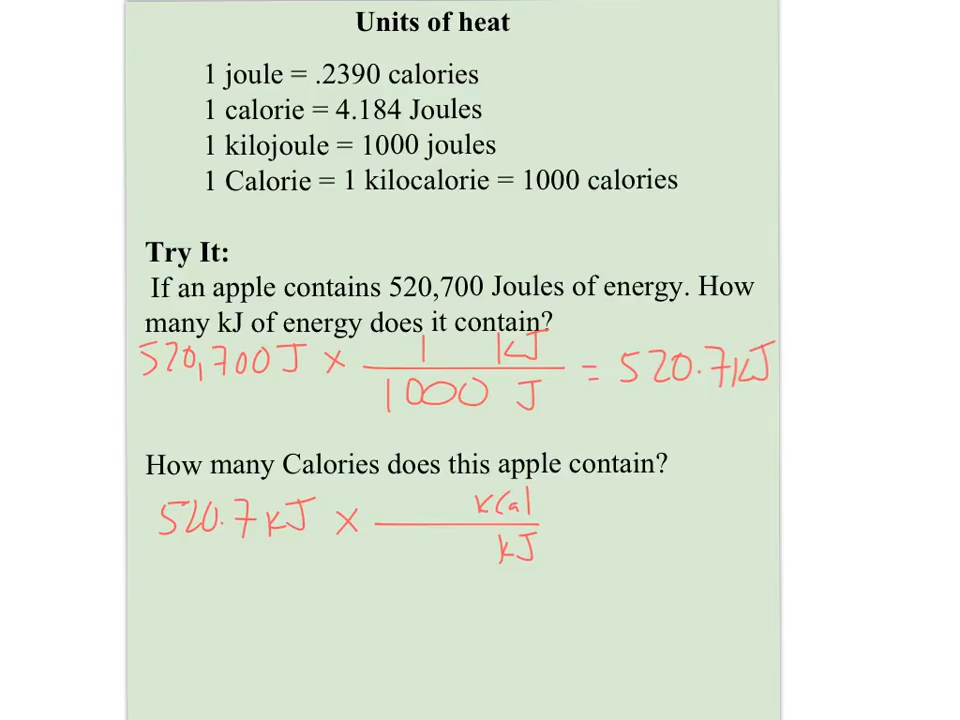 Units of heat
1 joule = .2390 calories
1 calorie = 4.184 Joules
1 kilojoule = 1000 joules
1 Calorie = 1 kilocalorie = 1000 calories
Try It:
If an apple contains 520,700 Joules of energy. How
many kJ of energy does it contain?
520,700 J × 1 kJ / 1000 J = 520.7 kJ
How many Calories does this apple contain?
520.7 kJ × kCal / kJ